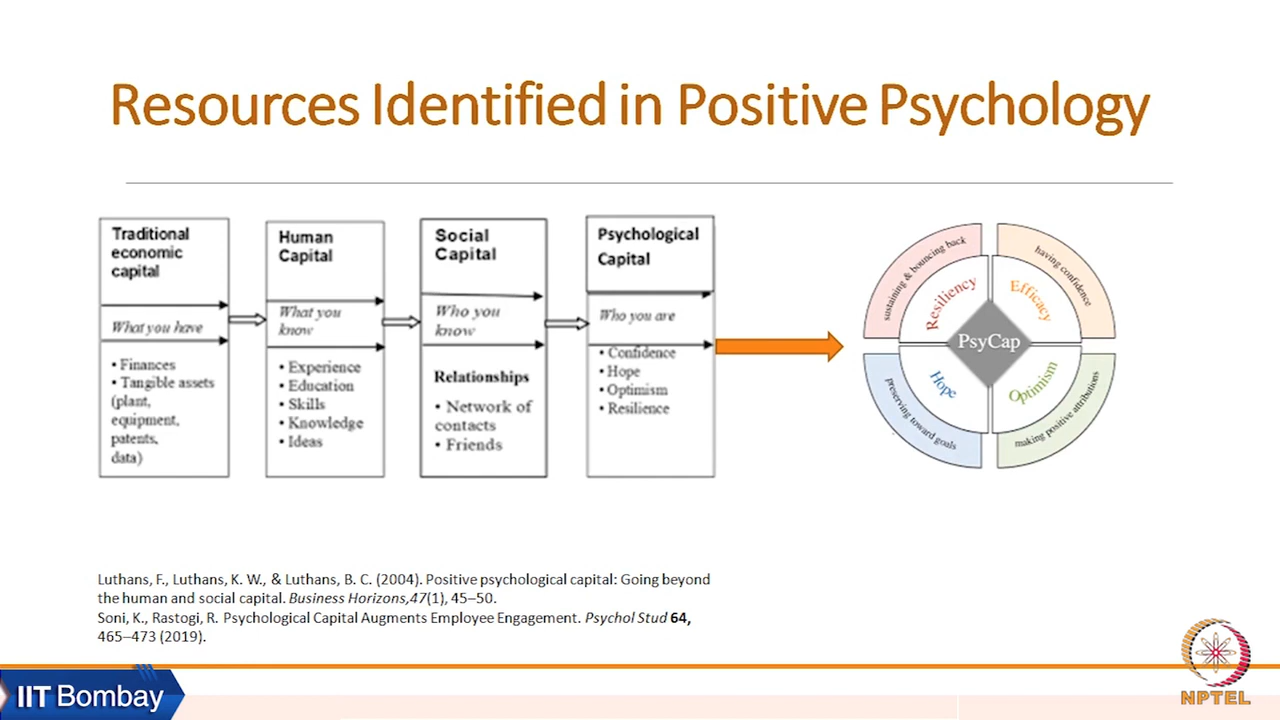 Resources Identified in Positive Psychology
Traditional
economic
capital
What you have
• Finances
• Tangible assets
(plant,
equipment,
patents,
data)
Human
Capital
What you
know
• Experience
• Education
• Skills
• Knowledge
• Ideas
Social
Capital
Who you
know
Relationships
• Network of
contacts
• Friends
Psychological
Capital
Who you are
• Confidence
• Hope
• Optimism
• Resilience
sustaining & bouncing back
having confidence
Resiliency
Efficacy
PsyCap
Hope
Optimism
preserving toward goals
making positive attributions
Luthans, F., Luthans, K. W., & Luthans, B. C. (2004). Positive psychological capital: Going beyond
the human and social capital. Business Horizons,47(1), 45–50.
Soni, K., Rastogi, R. Psychological Capital Augments Employee Engagement. Psychol Stud 64,
465–473 (2019).
IIT Bombay
NPTEL